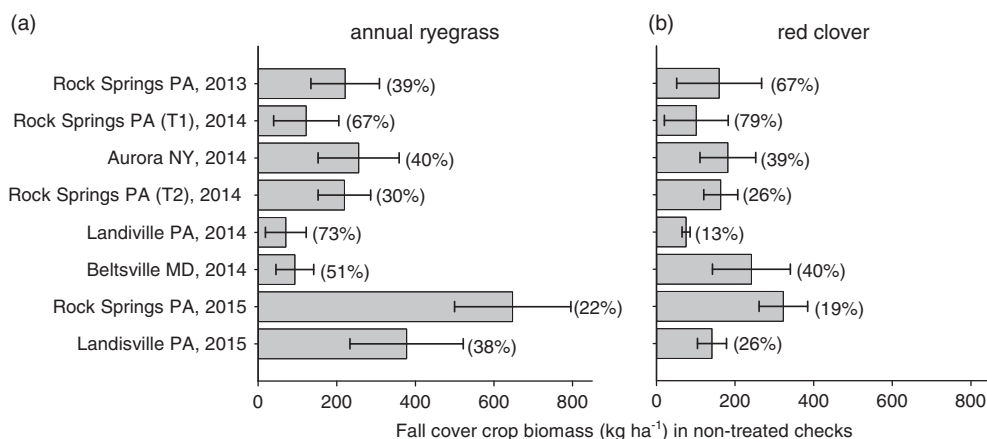 (a)
annual ryegrass
(b)
red clover
Rock Springs PA, 2013
(39%)
(67%)
Rock Springs PA (T1), 2014
(67%)
(79%)
Aurora NY, 2014
(40%)
(39%)
Rock Springs PA (T2), 2014
(30%)
(26%)
Landiville PA, 2014
(73%)
(13%)
Beltsville MD, 2014
(51%)
(40%)
Rock Springs PA, 2015
(22%)
(19%)
Landisville PA, 2015
(38%)
(26%)
0 200 400 600 800
0 200 400 600 800
Fall cover crop biomass (kg ha⁻¹) in non-treated checks